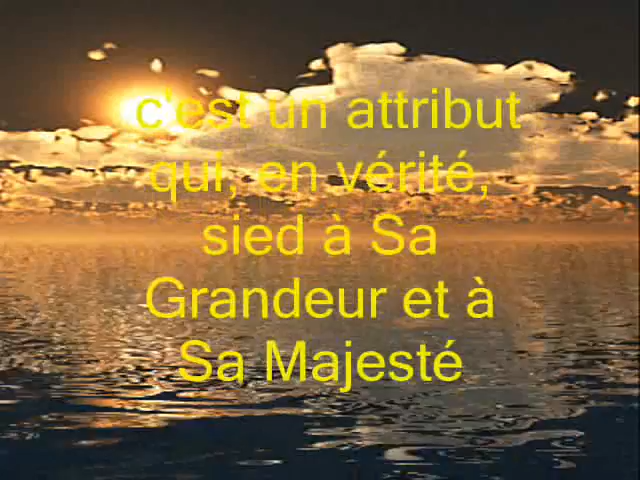 c'est un attribut
qui, en vérité,
sied à Sa
Grandeur et à
Sa Majesté